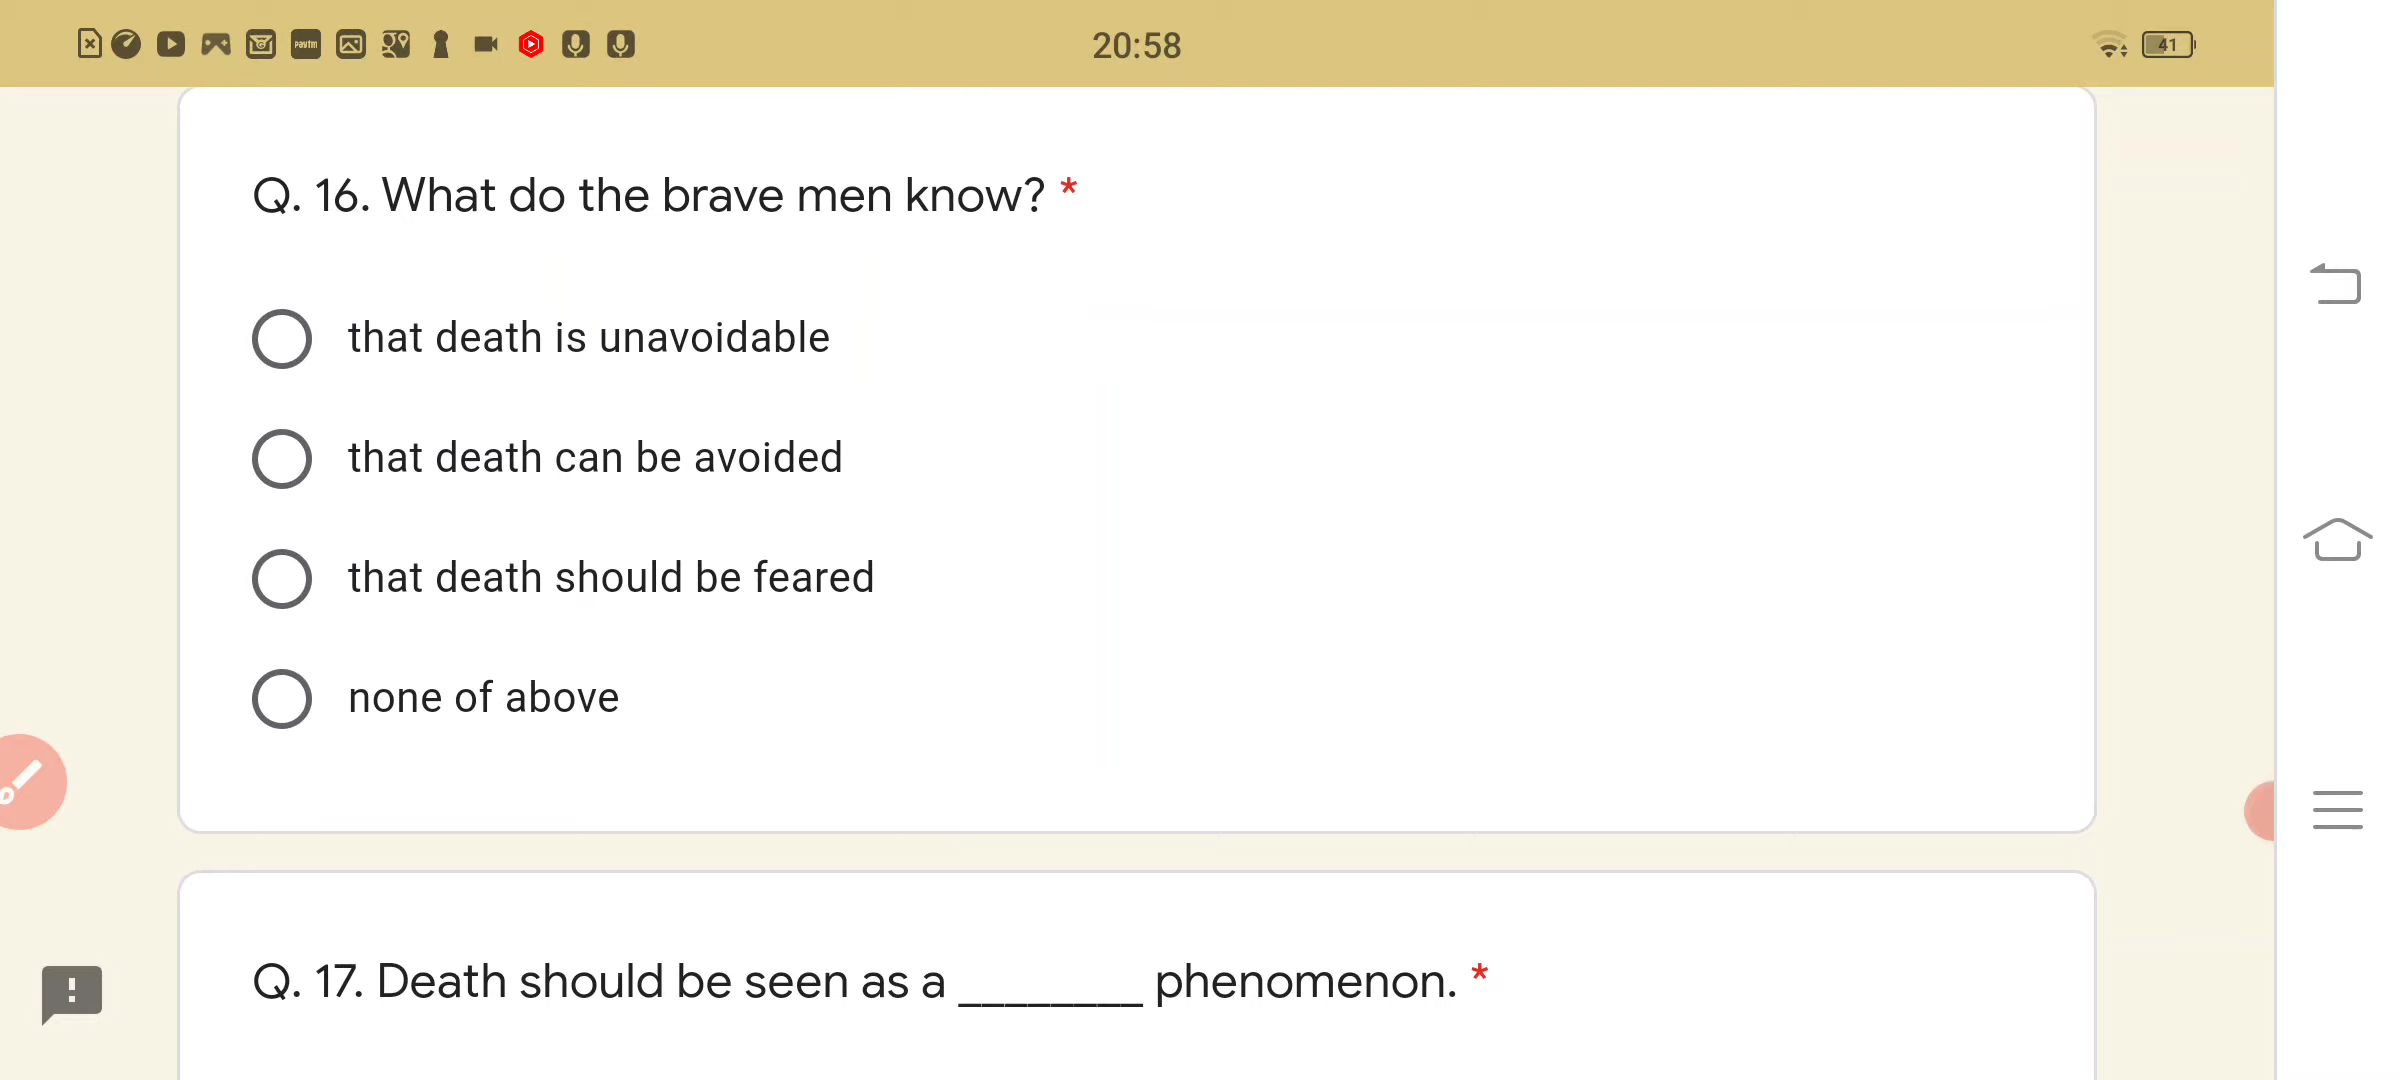 Paytm
20:58
41
Q. 16. What do the brave men know? *
that death is unavoidable
that death can be avoided
that death should be feared
none of above
Q. 17. Death should be seen as a ________ phenomenon. *